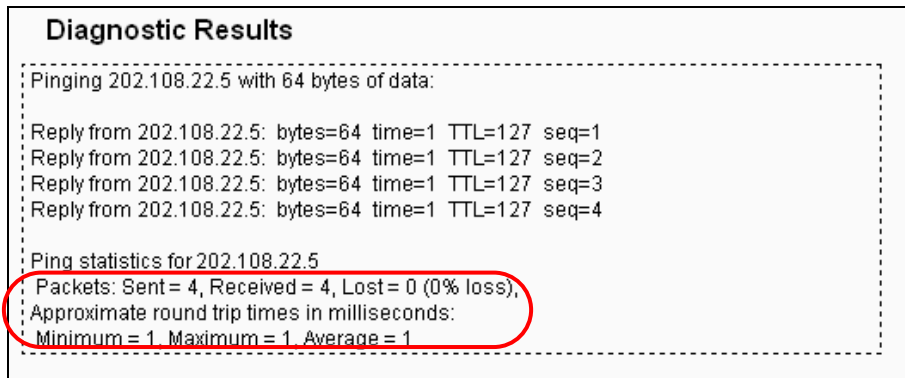 Diagnostic Results
Pinging 202.108.22.5 with 64 bytes of data:
Reply from 202.108.22.5: bytes=64 time=1 TTL=127 seq=1
Reply from 202.108.22.5: bytes=64 time=1 TTL=127 seq=2
Reply from 202.108.22.5: bytes=64 time=1 TTL=127 seq=3
Reply from 202.108.22.5: bytes=64 time=1 TTL=127 seq=4
Ping statistics for 202.108.22.5
Packets: Sent = 4, Received = 4, Lost = 0 (0% loss),
Approximate round trip times in milliseconds:
Minimum = 1, Maximum = 1, Average = 1